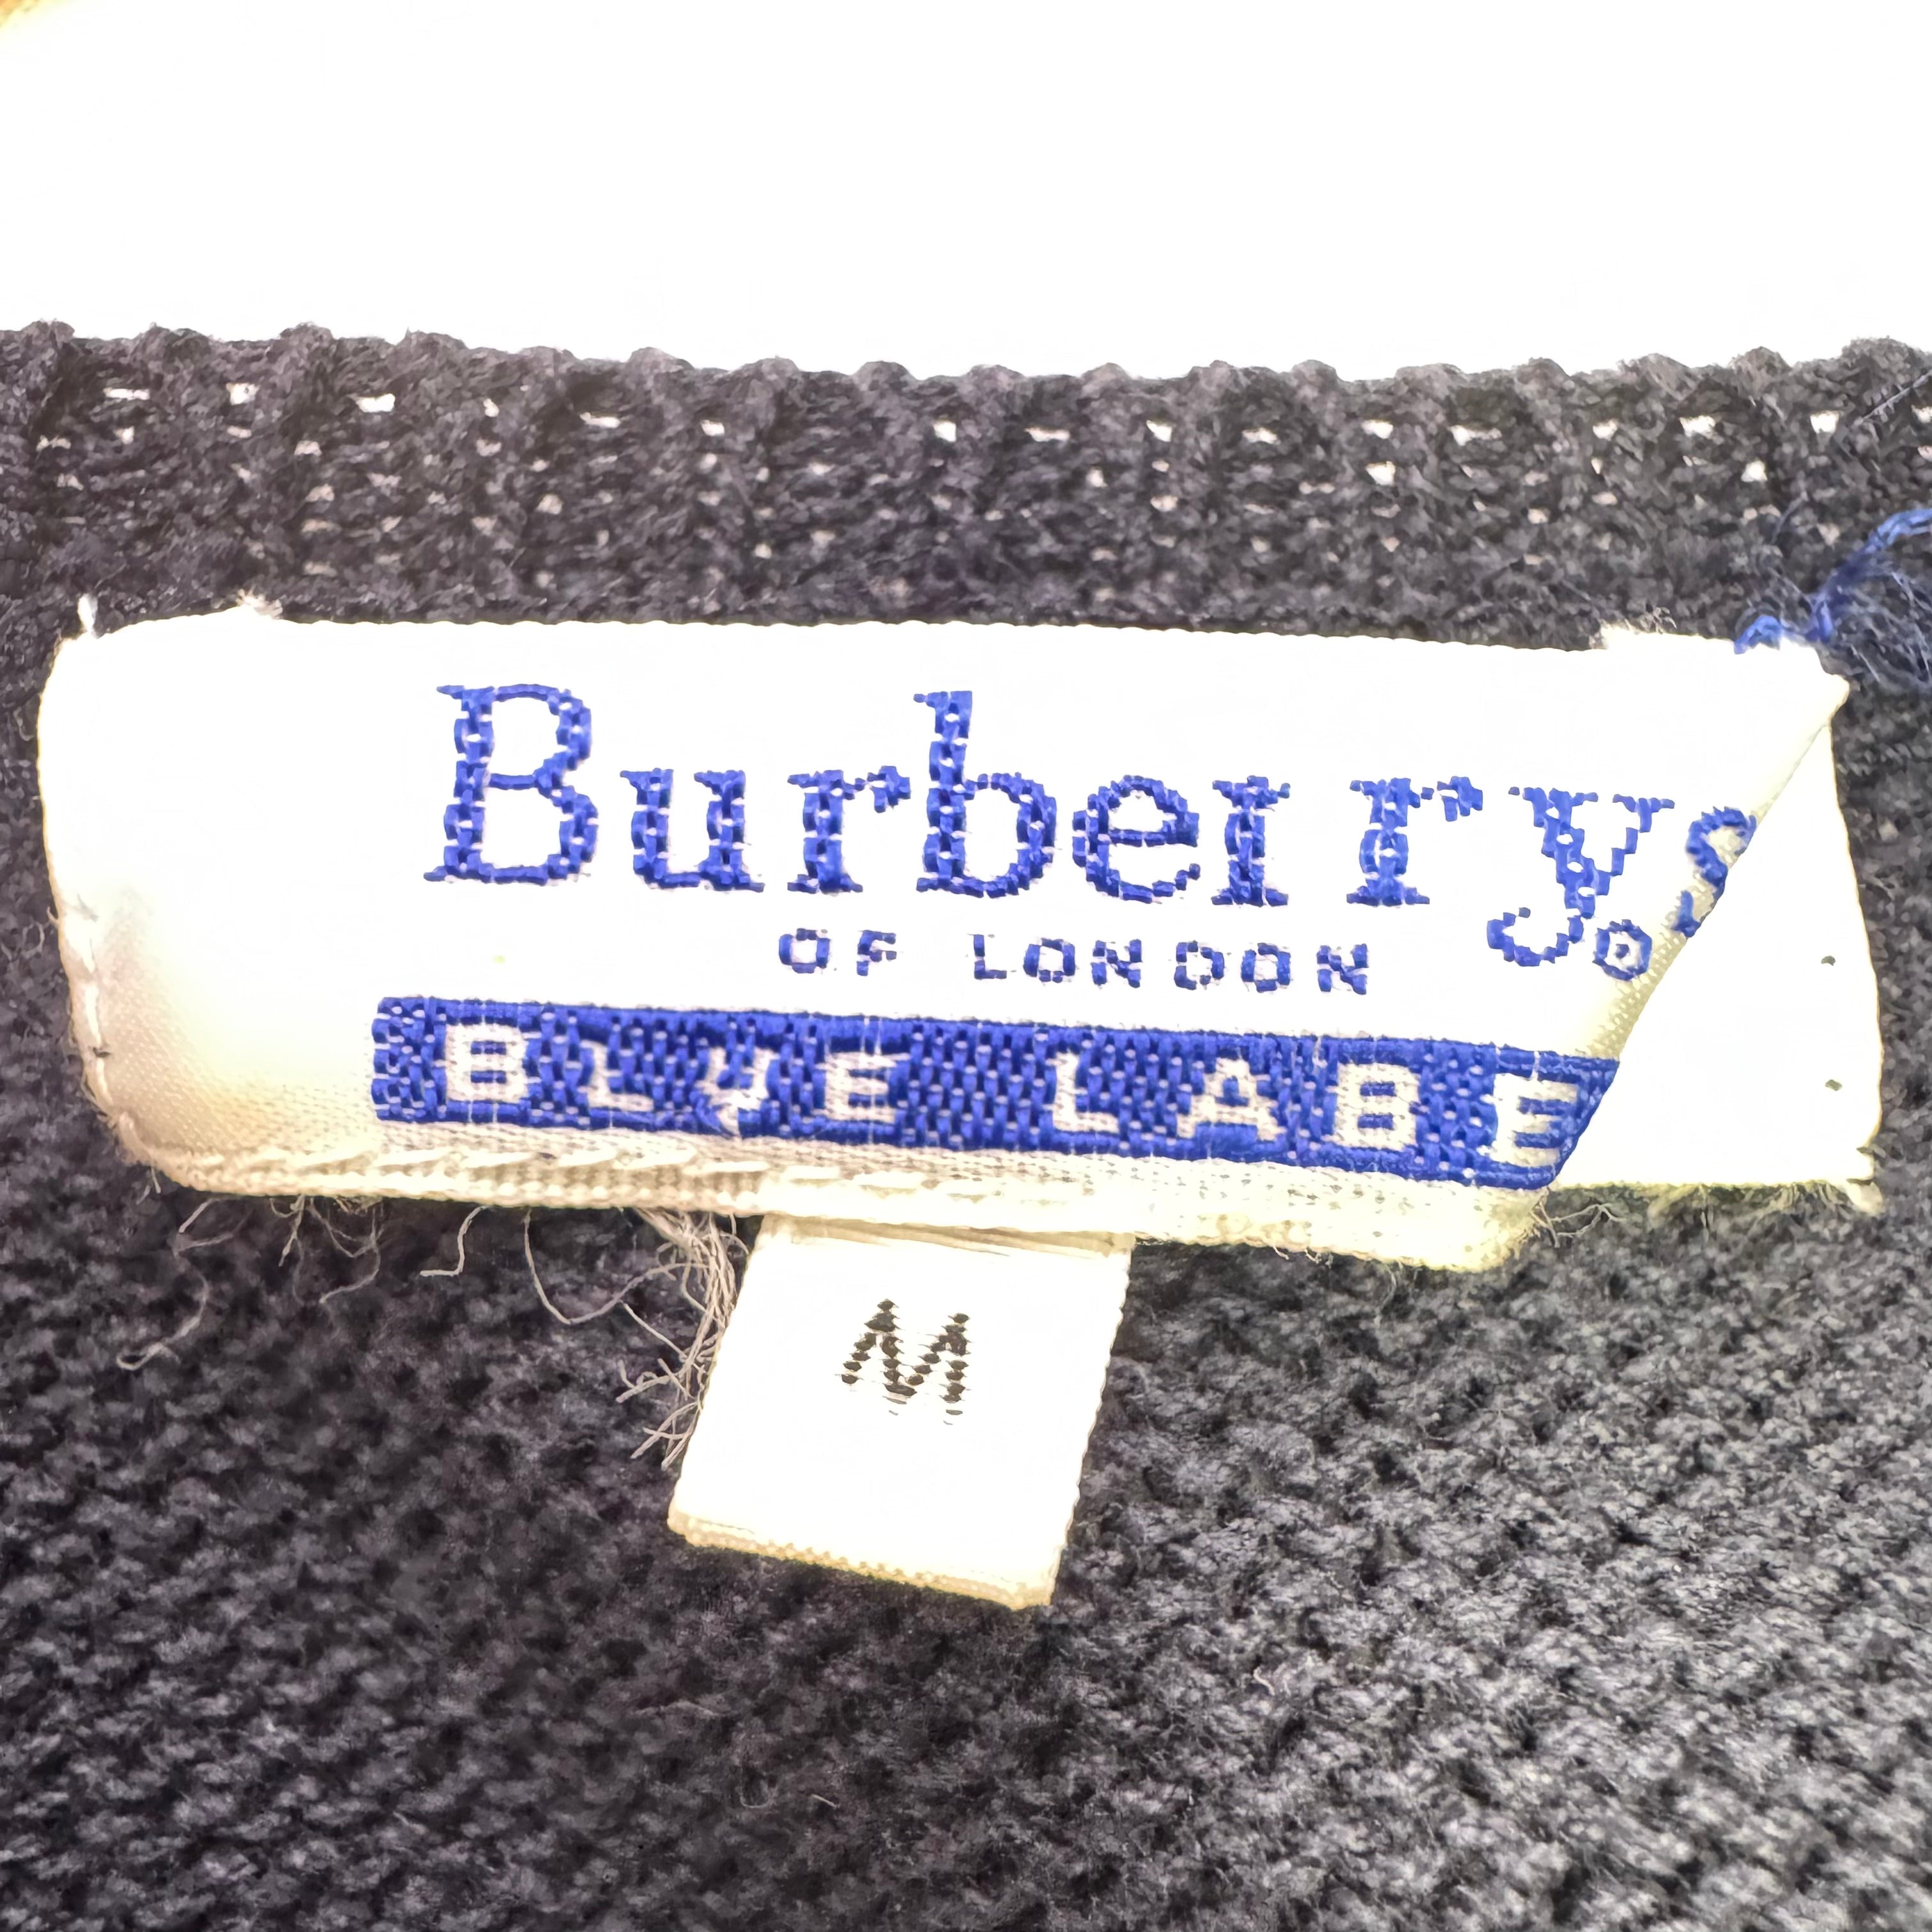 Burberrys
OF LONDON
BLUE LABE
M